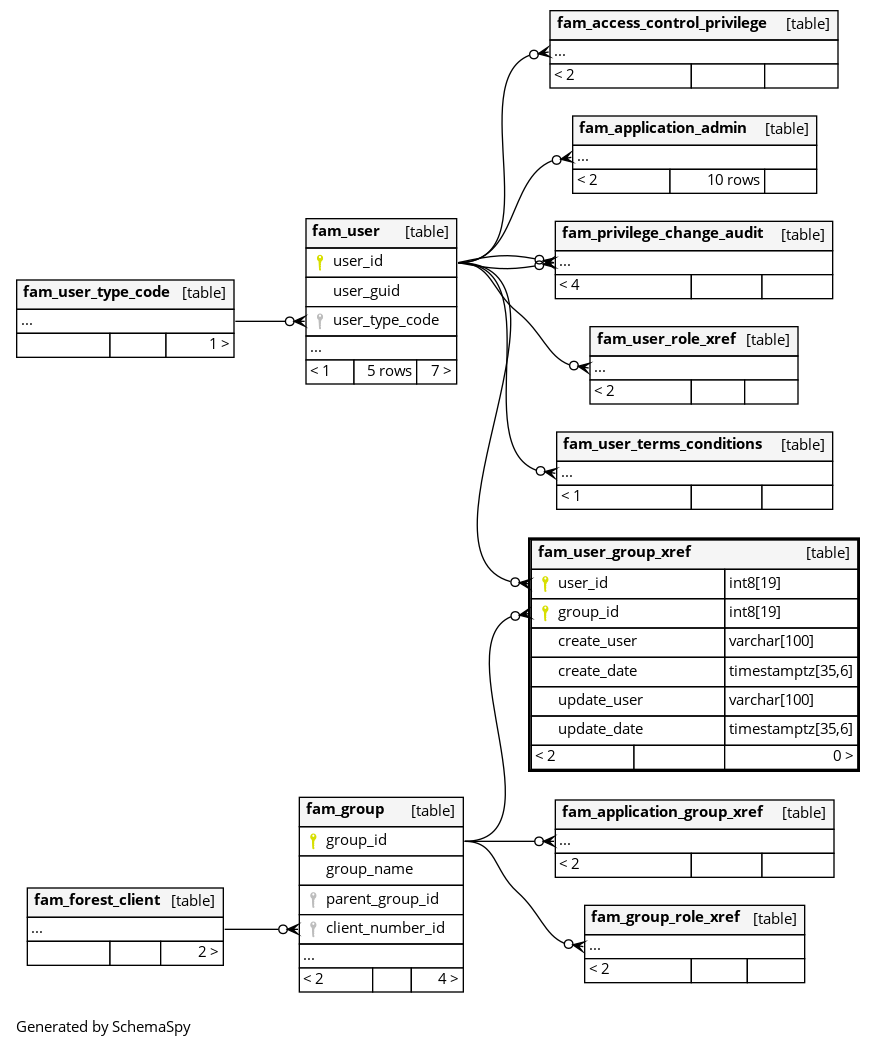 fam_access_control_privilege [table]
...
< 2
fam_application_admin [table]
...
< 2 10 rows
fam_privilege_change_audit [table]
...
< 4
fam_user_role_xref [table]
...
< 2
fam_user_terms_conditions [table]
...
< 1
fam_user [table]
user_id
user_guid
user_type_code
...
< 1 5 rows 7 >
fam_user_type_code [table]
...
1 >
fam_user_group_xref [table]
user_id int8[19]
group_id int8[19]
create_user varchar[100]
create_date timestamptz[35,6]
update_user varchar[100]
update_date timestamptz[35,6]
< 2 0 >
fam_group [table]
group_id
group_name
parent_group_id
client_number_id
...
< 2 4 >
fam_forest_client [table]
...
2 >
fam_application_group_xref [table]
...
< 2
fam_group_role_xref [table]
...
< 2
Generated by SchemaSpy